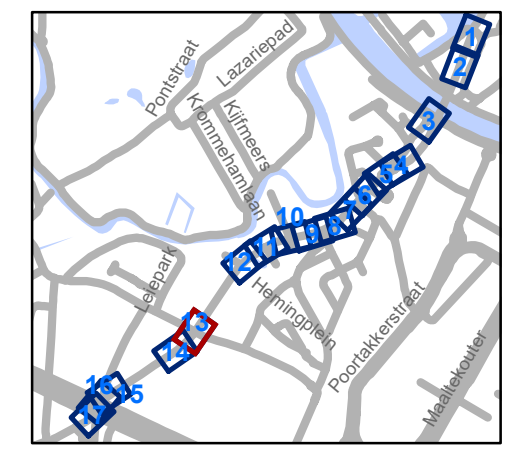 1
2
Lazariepad
Pontstraat
3
Kijfmeers
Krommehamlaan
4
5
6
7
8
9
10
11
12
Leiepark
Hemingplein
Poortakkerstraat
13
14
Maaltekouter
15
16
17